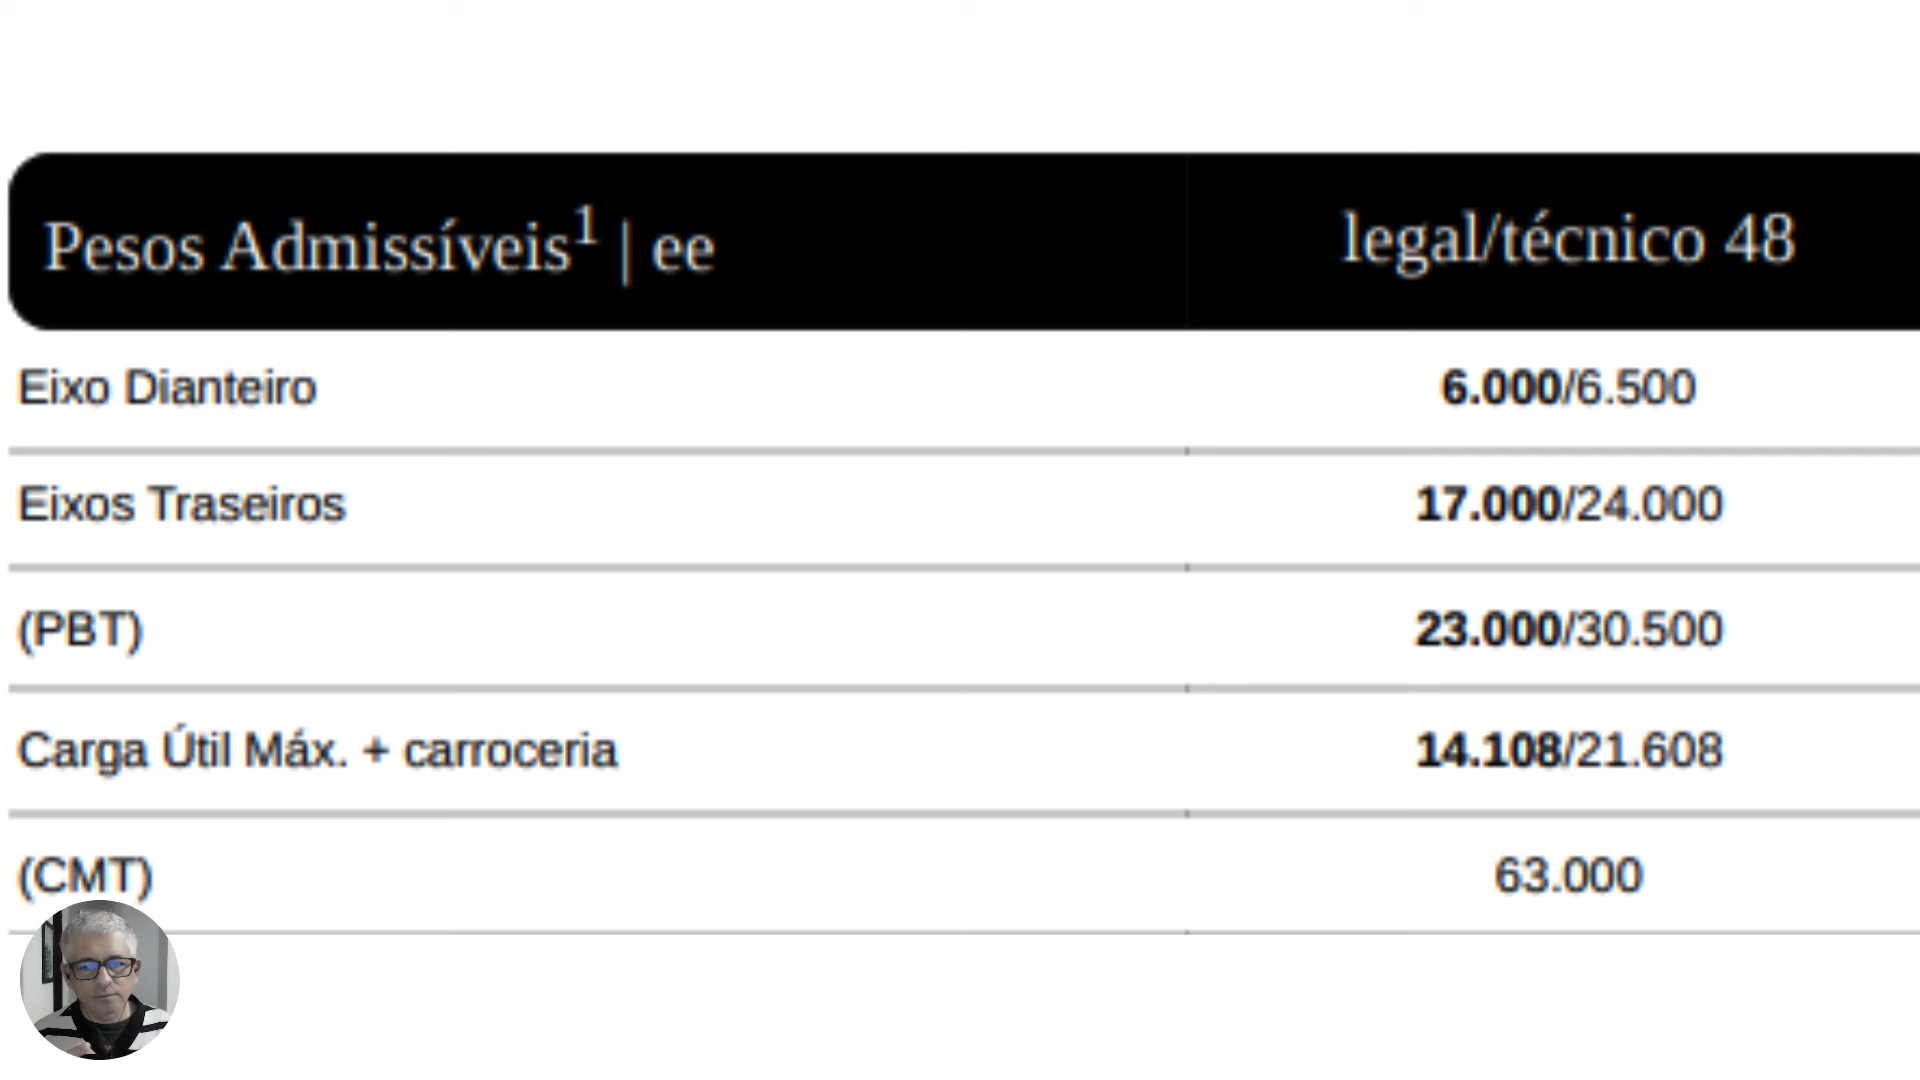 Pesos Admissíveis¹ | ee legal/técnico 48
Eixo Dianteiro 6.000/6.500
Eixos Traseiros 17.000/24.000
(PBT) 23.000/30.500
Carga Útil Máx. + carroceria 14.108/21.608
(CMT) 63.000